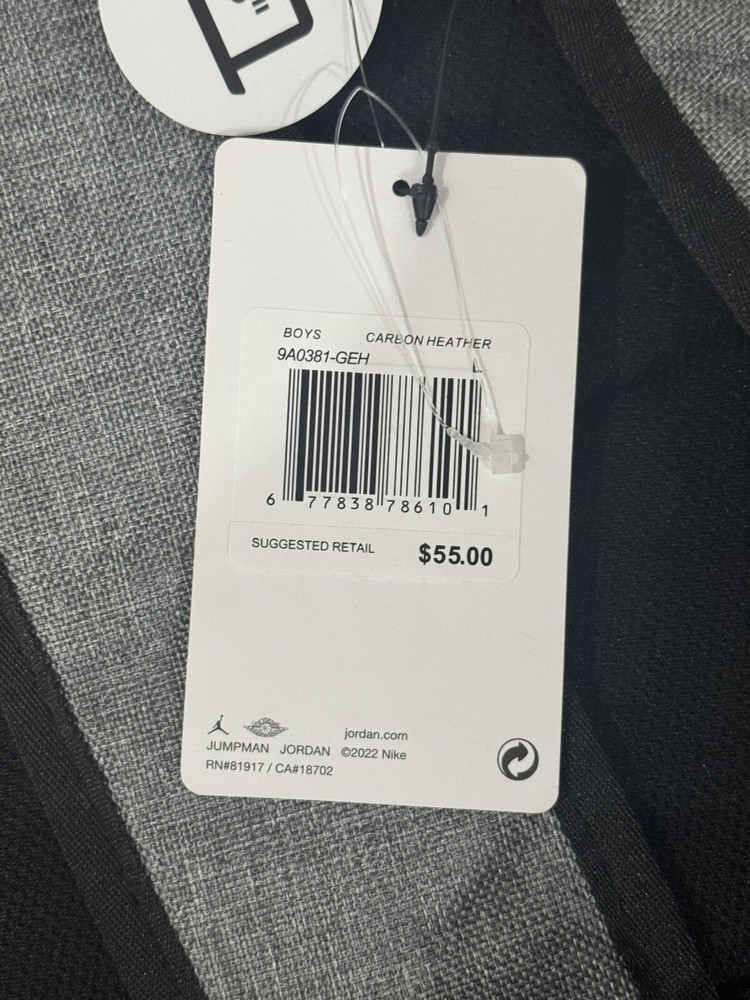 BOYS CARBON HEATHER
9A0381-GEH
6 77838 78610 1
SUGGESTED RETAIL $55.00
jordan.com
JUMPMAN JORDAN ©2022 Nike
RN#81917 / CA#18702